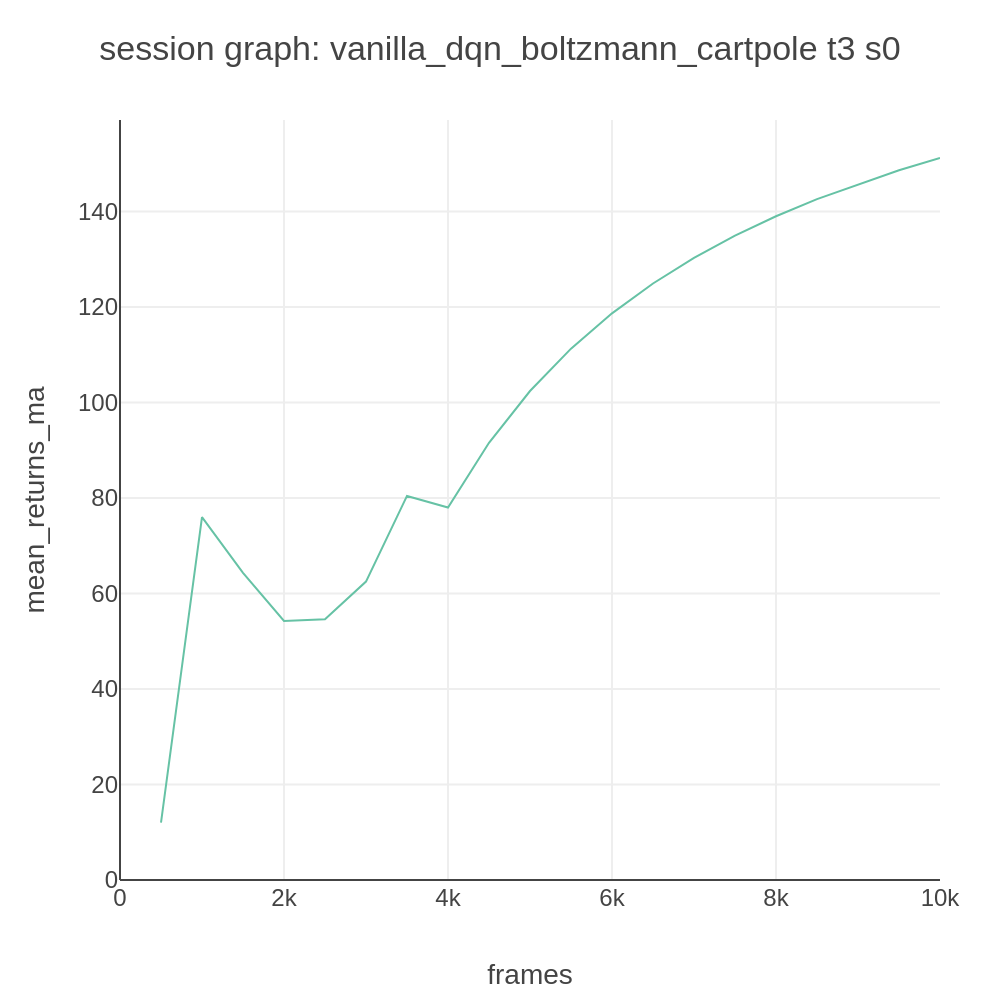 session graph: vanilla_dqn_boltzmann_cartpole t3 s0
mean_returns_ma
140
120
100
80
60
40
20
0
0 2k 4k 6k 8k 10k
frames